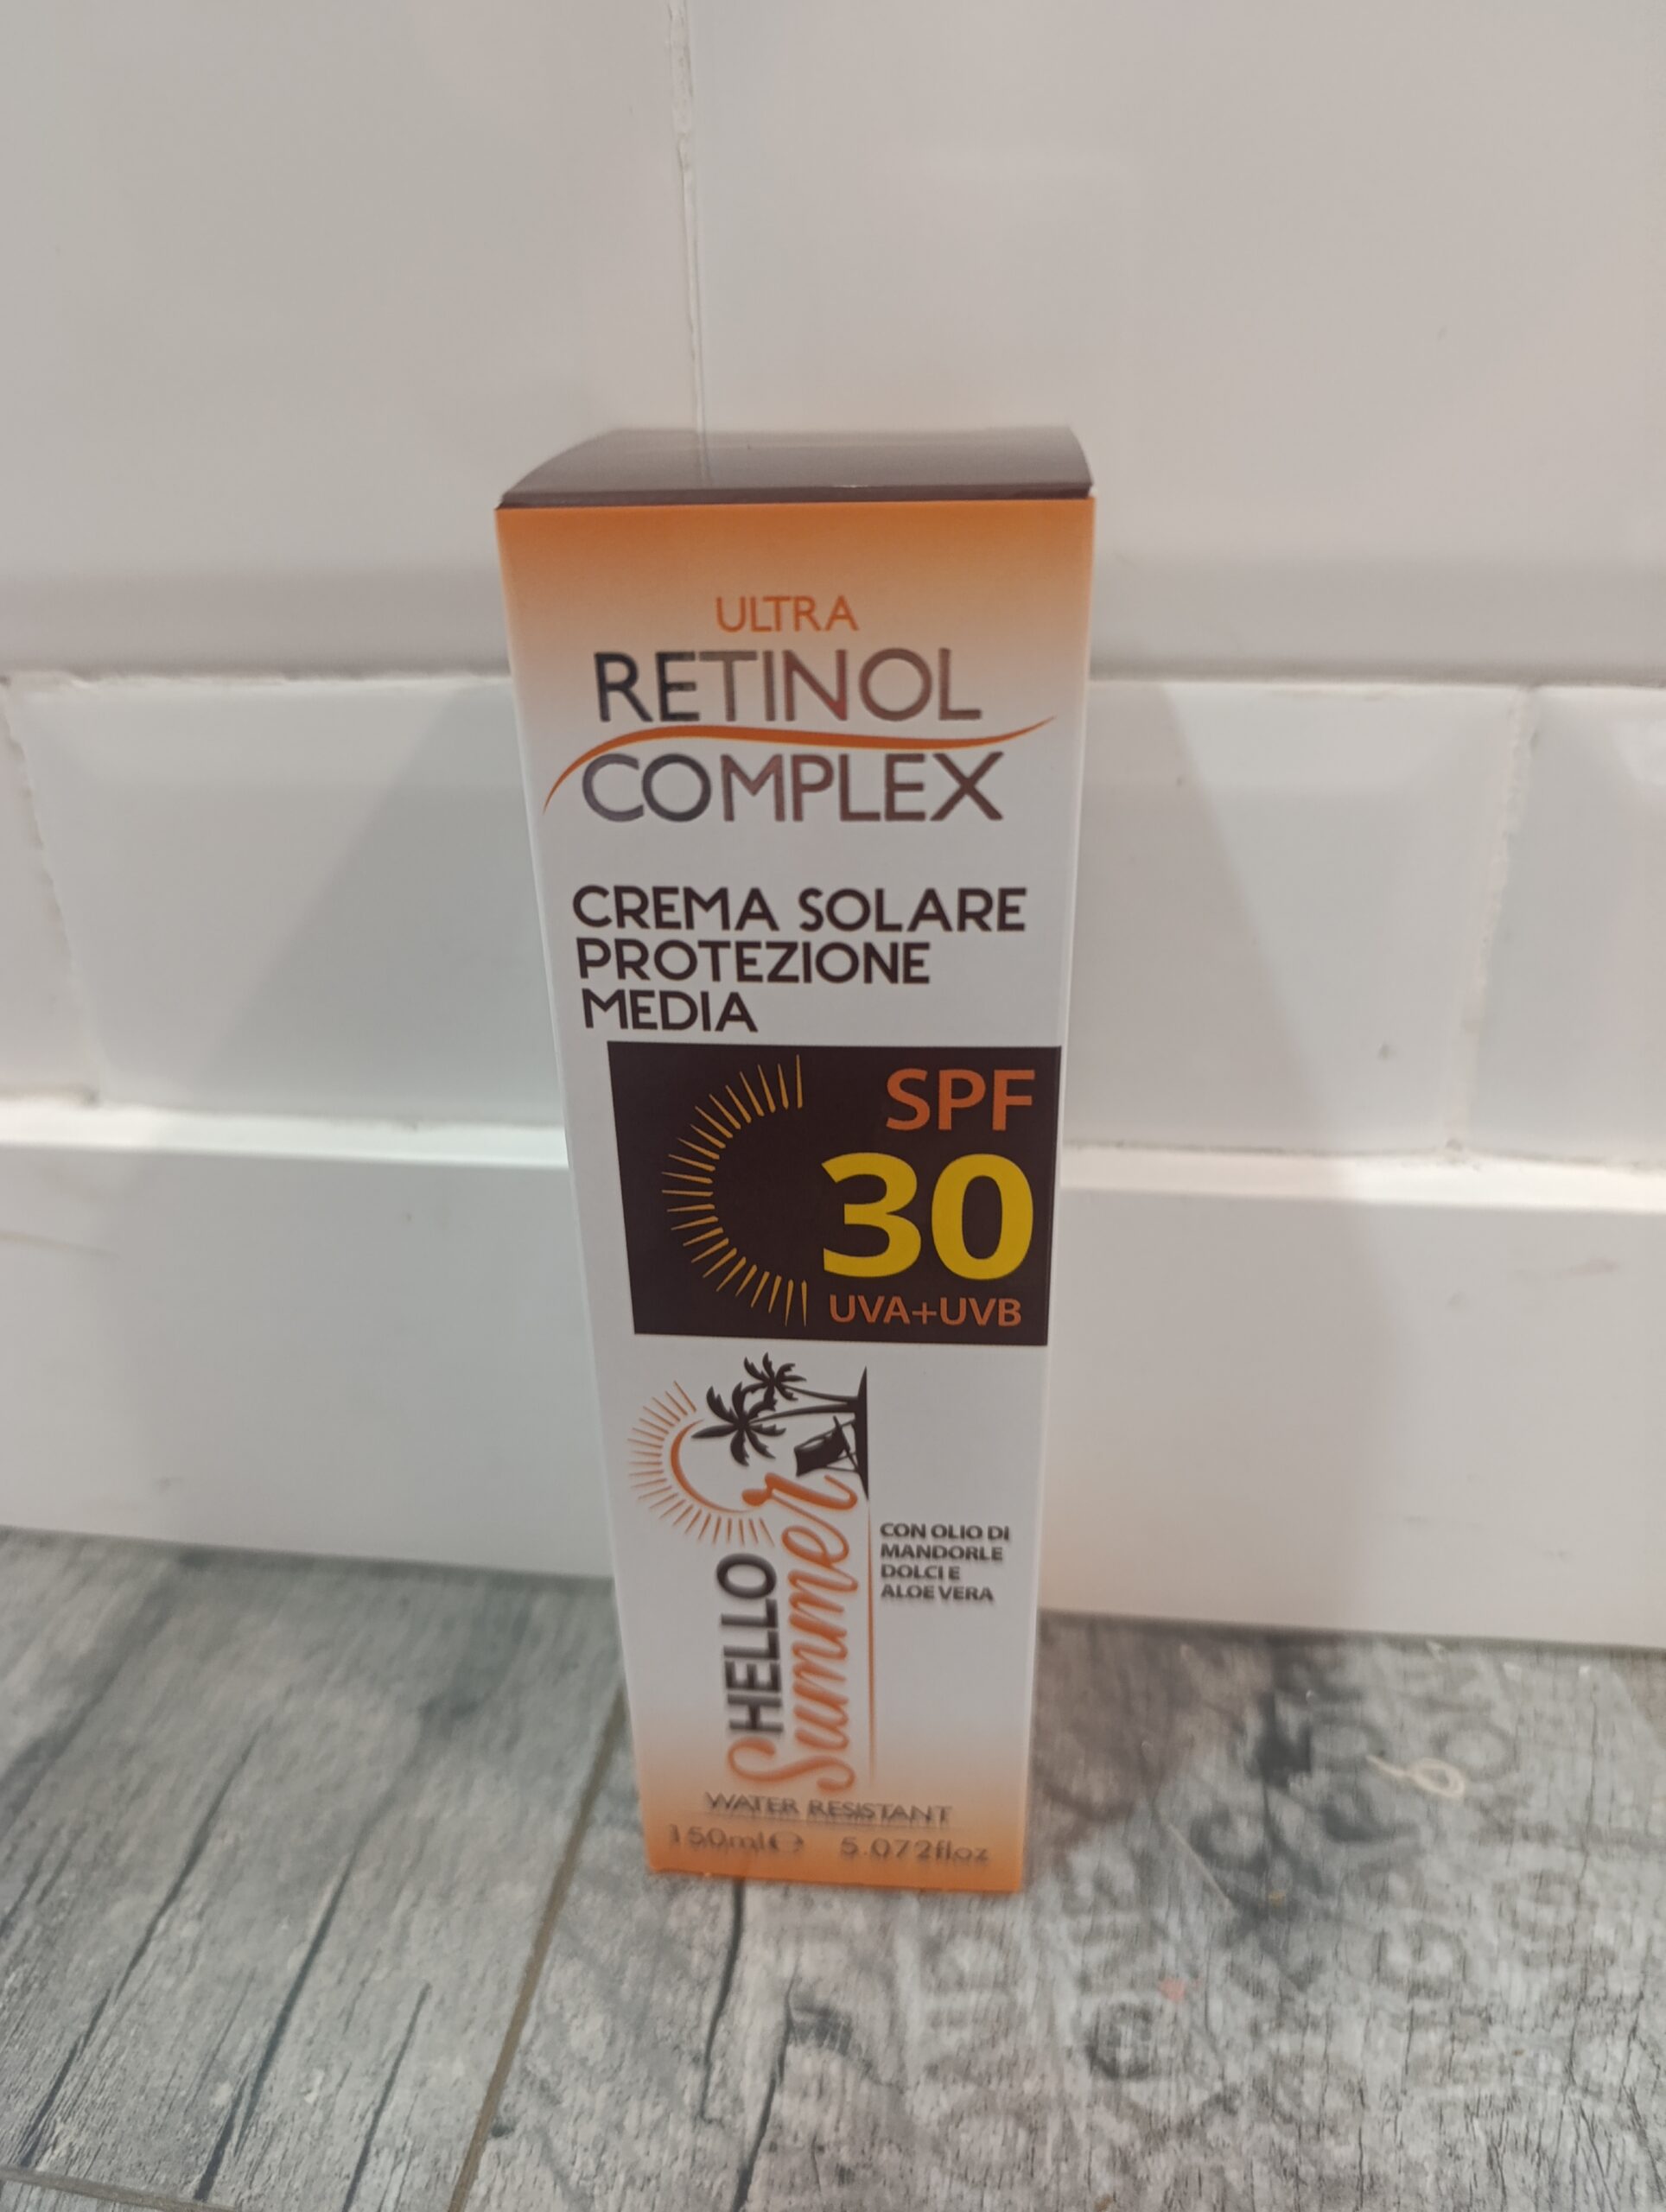 ULTRA
RETINOL
COMPLEX
CREMA SOLARE
PROTEZIONE
MEDIA
SPF
30
UVA+UVB
HELLO
Summer
CON OLIO DI
MANDORLE
DOLCI E
ALOE VERA
WATER RESISTANT
150ml℮ 5.072floz